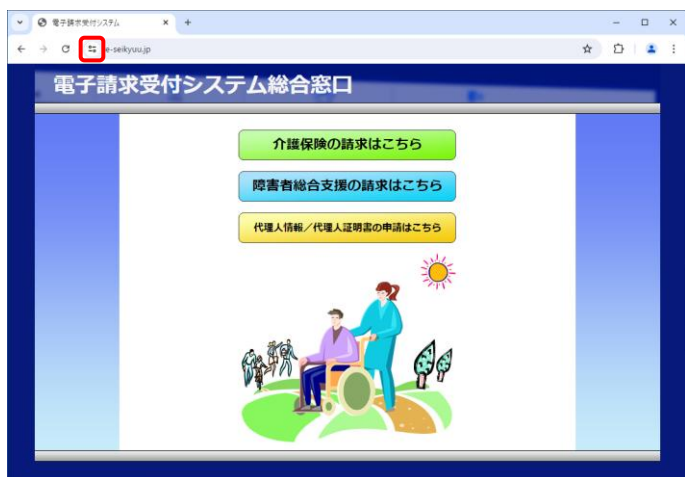 電子請求受付システム
e-seikyuu.jp
電子請求受付システム総合窓口
介護保険の請求はこちら
障害者総合支援の請求はこちら
代理人情報／代理人証明書の申請はこちら